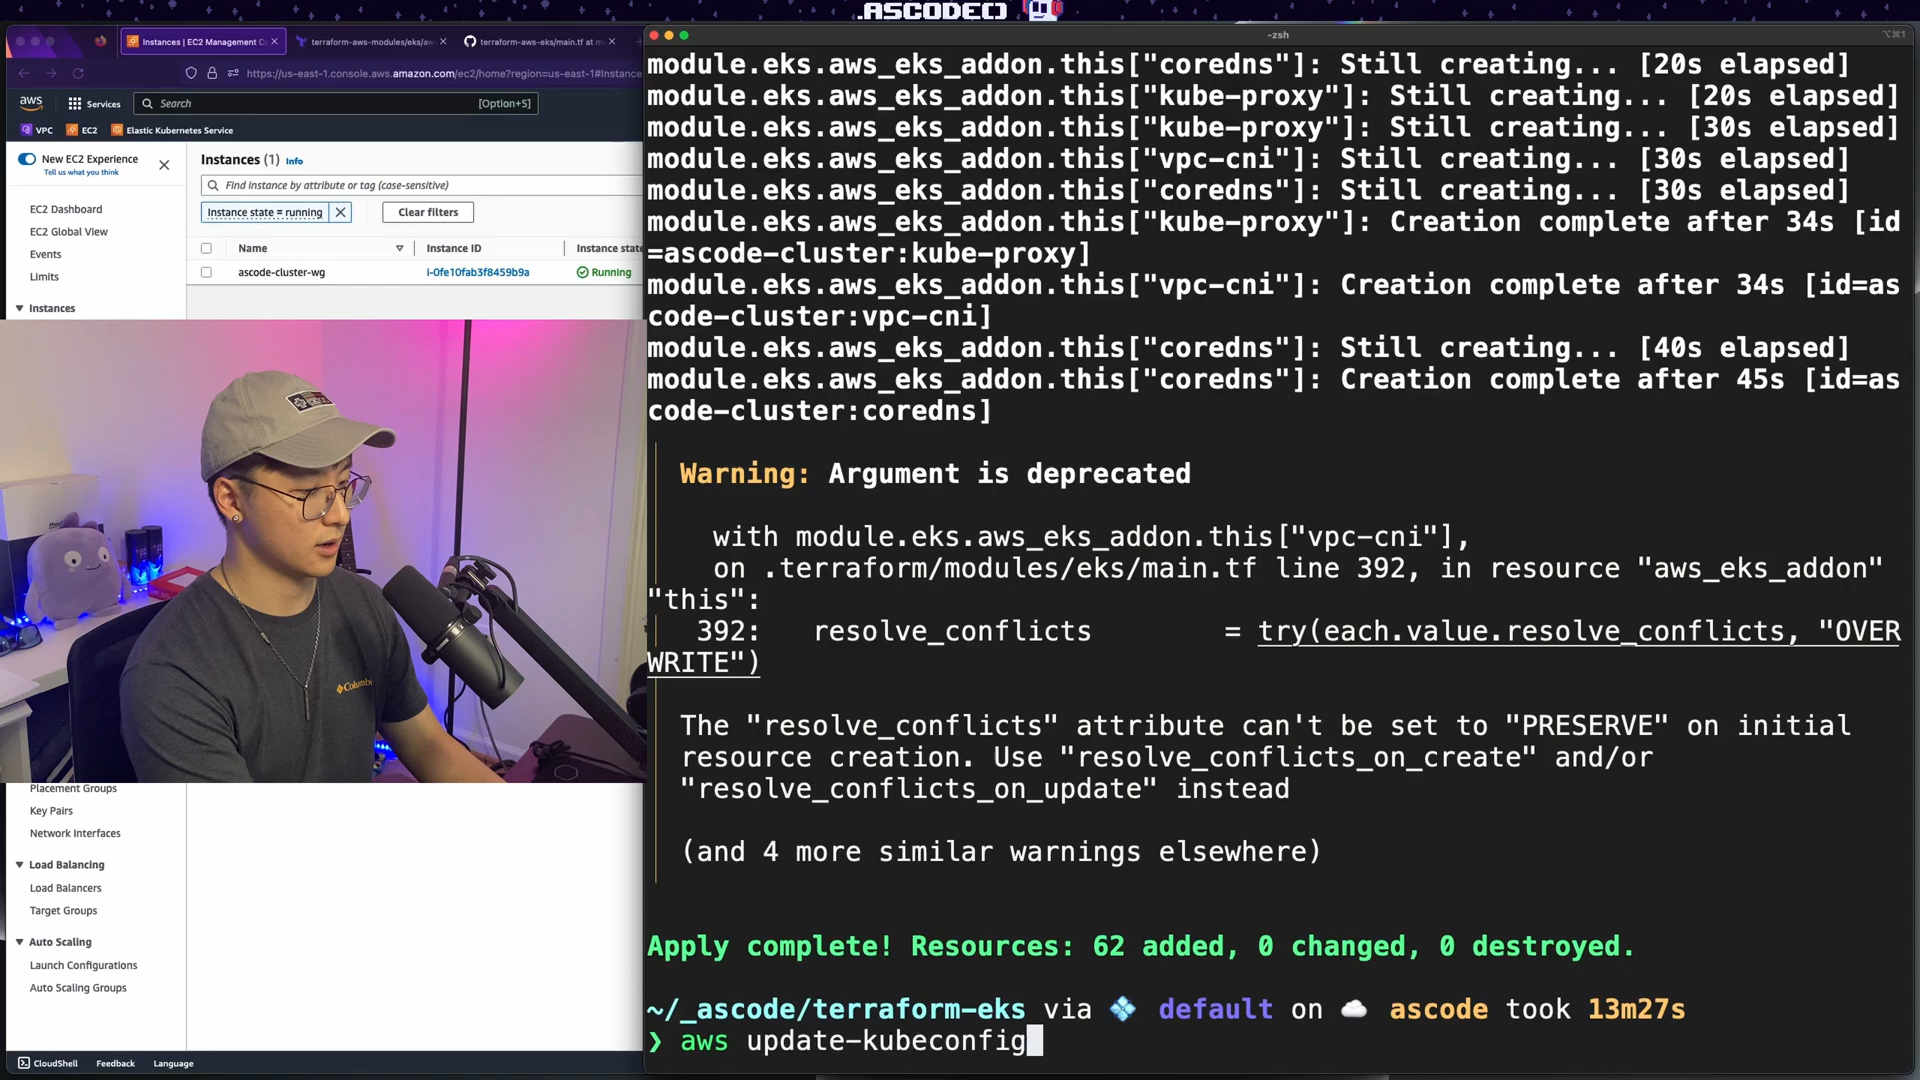 .ASCODE()
Instances | EC2 Management C
terraform-aws-modules/eks/aw
terraform-aws-eks/main.tf at m
https://us-east-1.console.aws.amazon.com/ec2/home?region=us-east-1#Instance
aws
Services
Search
[Option+S]
VPC
EC2
Elastic Kubernetes Service
New EC2 Experience
Tell us what you think
EC2 Dashboard
EC2 Global View
Events
Limits
Instances
Instances (1) Info
Find instance by attribute or tag (case-sensitive)
Instance state = running
Clear filters
Name
Instance ID
Instance state
ascode-cluster-wg
i-0fe10fab3f8459b9a
Running
Columbi
Placement Groups
Key Pairs
Network Interfaces
Load Balancing
Load Balancers
Target Groups
Auto Scaling
Launch Configurations
Auto Scaling Groups
CloudShell
Feedback
Language
-zsh
⌥⌘1
module.eks.aws_eks_addon.this["coredns"]: Still creating... [20s elapsed]
module.eks.aws_eks_addon.this["kube-proxy"]: Still creating... [20s elapsed]
module.eks.aws_eks_addon.this["kube-proxy"]: Still creating... [30s elapsed]
module.eks.aws_eks_addon.this["vpc-cni"]: Still creating... [30s elapsed]
module.eks.aws_eks_addon.this["coredns"]: Still creating... [30s elapsed]
module.eks.aws_eks_addon.this["kube-proxy"]: Creation complete after 34s [id
=ascode-cluster:kube-proxy]
module.eks.aws_eks_addon.this["vpc-cni"]: Creation complete after 34s [id=as
code-cluster:vpc-cni]
module.eks.aws_eks_addon.this["coredns"]: Still creating... [40s elapsed]
module.eks.aws_eks_addon.this["coredns"]: Creation complete after 45s [id=as
code-cluster:coredns]
Warning: Argument is deprecated
with module.eks.aws_eks_addon.this["vpc-cni"],
on .terraform/modules/eks/main.tf line 392, in resource "aws_eks_addon"
"this":
392: resolve_conflicts = try(each.value.resolve_conflicts, "OVER
WRITE")
The "resolve_conflicts" attribute can't be set to "PRESERVE" on initial
resource creation. Use "resolve_conflicts_on_create" and/or
"resolve_conflicts_on_update" instead
(and 4 more similar warnings elsewhere)
Apply complete! Resources: 62 added, 0 changed, 0 destroyed.
~/_ascode/terraform-eks via 💠 default on ☁️ ascode took 13m27s
❯ aws update-kubeconfig